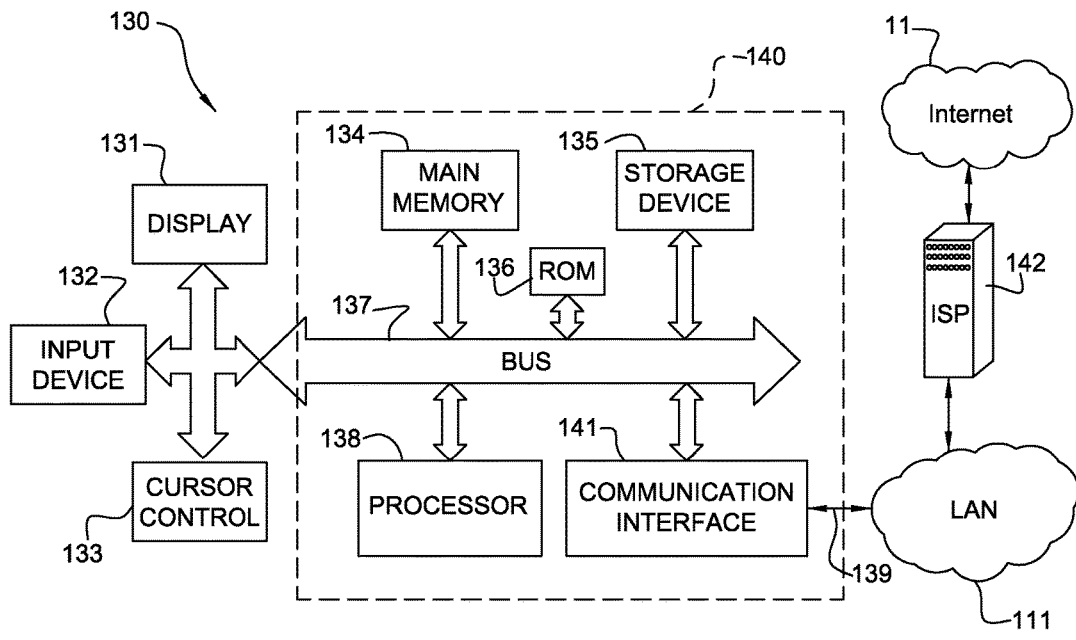 130
11
140
Internet
134
MAIN
MEMORY
135
STORAGE
DEVICE
131
DISPLAY
136
ROM
142
ISP
132
INPUT
DEVICE
137
BUS
138
PROCESSOR
141
COMMUNICATION
INTERFACE
LAN
CURSOR
CONTROL
133
139
111